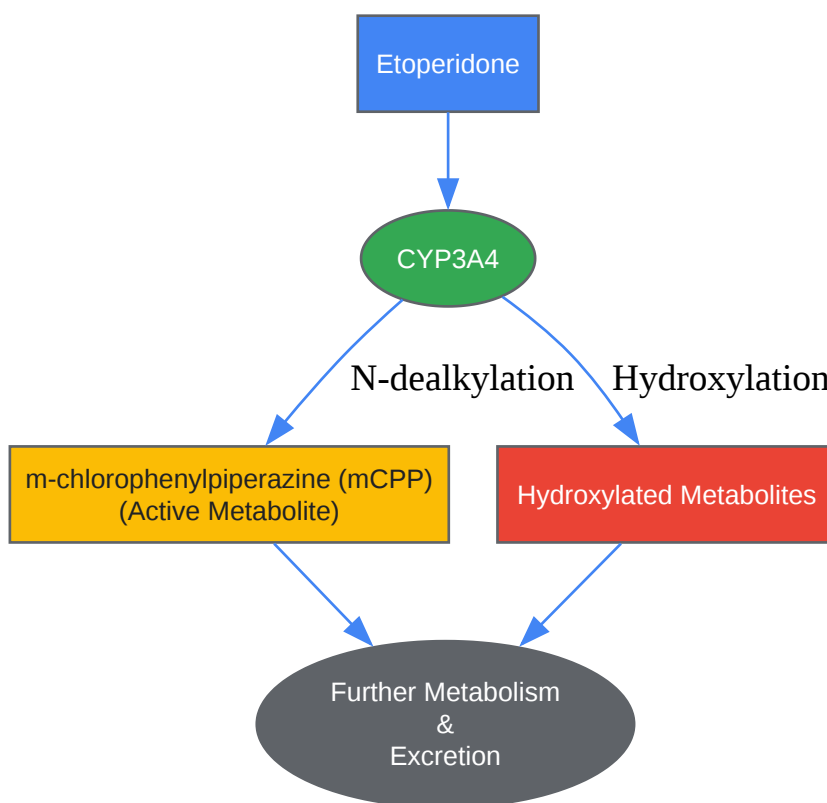 Etoperidone
CYP3A4
N-dealkylation
Hydroxylation
m-chlorophenylpiperazine (mCPP)
(Active Metabolite)
Hydroxylated Metabolites
Further Metabolism
&
Excretion